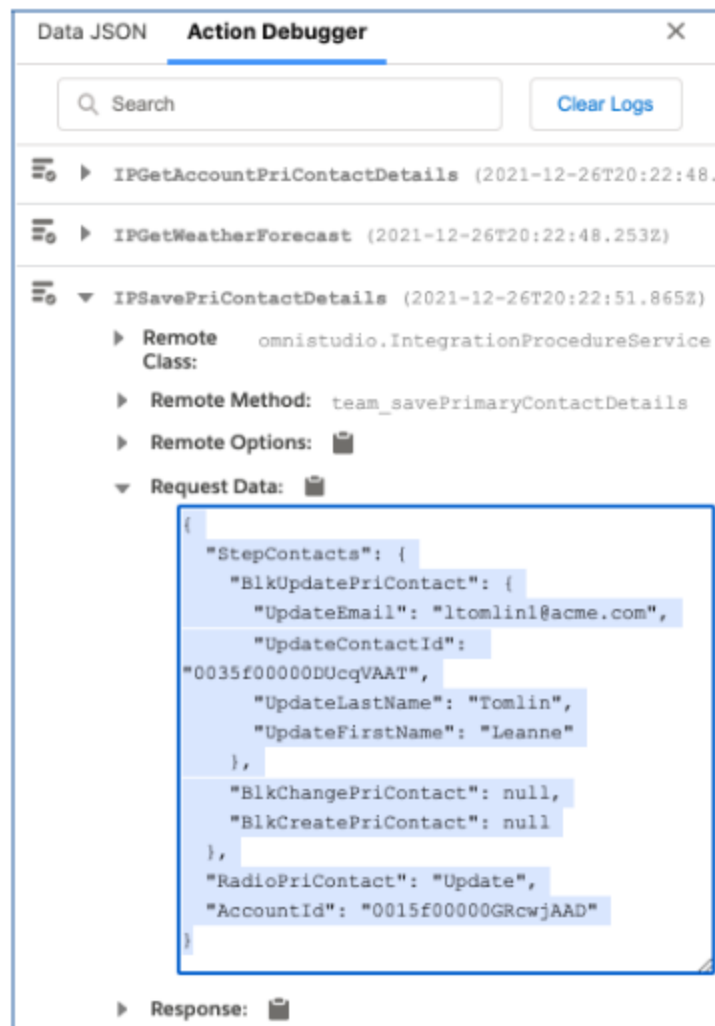 Data JSON Action Debugger
Search Clear Logs
IPGetAccountPriContactDetails (2021-12-26T20:22:48.
IPGetWeatherForecast (2021-12-26T20:22:48.253Z)
IPSavePriContactDetails (2021-12-26T20:22:51.865Z)
Remote Class: omnistudio.IntegrationProcedureService
Remote Method: team_savePrimaryContactDetails
Remote Options:
Request Data:
{
"StepContacts": {
"BlkUpdatePriContact": {
"UpdateEmail": "ltomlin1@acme.com",
"UpdateContactId":
"0035f00000DUcqVAAT",
"UpdateLastName": "Tomlin",
"UpdateFirstName": "Leanne"
},
"BlkChangePriContact": null,
"BlkCreatePriContact": null
},
"RadioPriContact": "Update",
"AccountId": "0015f00000GRcwjAAD"
}
Response: